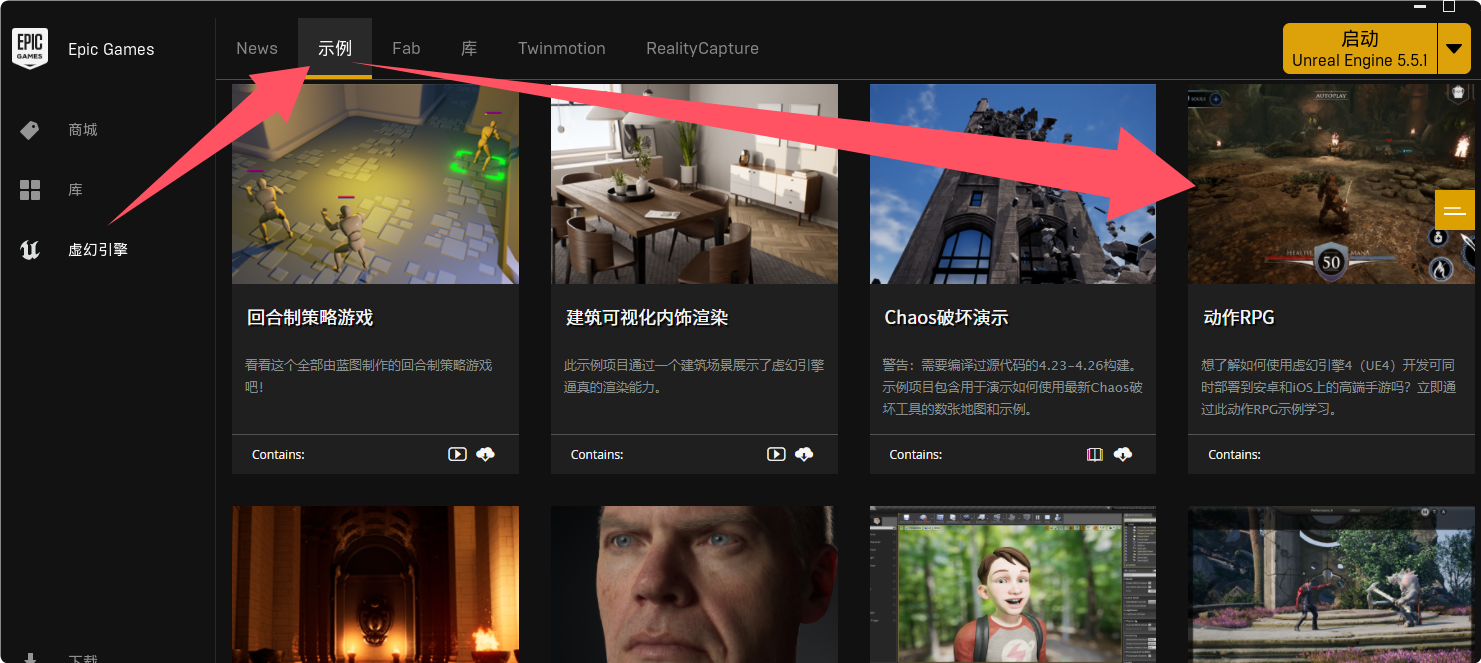 EPIC
GAMES
Epic Games
News
示例
Fab
库
Twinmotion
RealityCapture
启动
Unreal Engine 5.5.1
商城
库
虚幻引擎
下载
AUTOPLAY
HEALTH
50
MANA
回合制策略游戏
看看这个全部由蓝图制作的回合制策略游戏
吧！
Contains:
建筑可视化内饰渲染
此示例项目通过一个建筑场景展示了虚幻引擎
逼真的渲染能力。
Contains:
Chaos破坏演示
警告：需要编译过源代码的4.23-4.26构建。
示例项目包含用于演示如何使用最新Chaos破
坏工具的数张地图和示例。
Contains:
动作RPG
想了解如何使用虚幻引擎4（UE4）开发可同
时部署到安卓和iOS上的高端手游吗？立即通
过此动作RPG示例学习。
Contains: